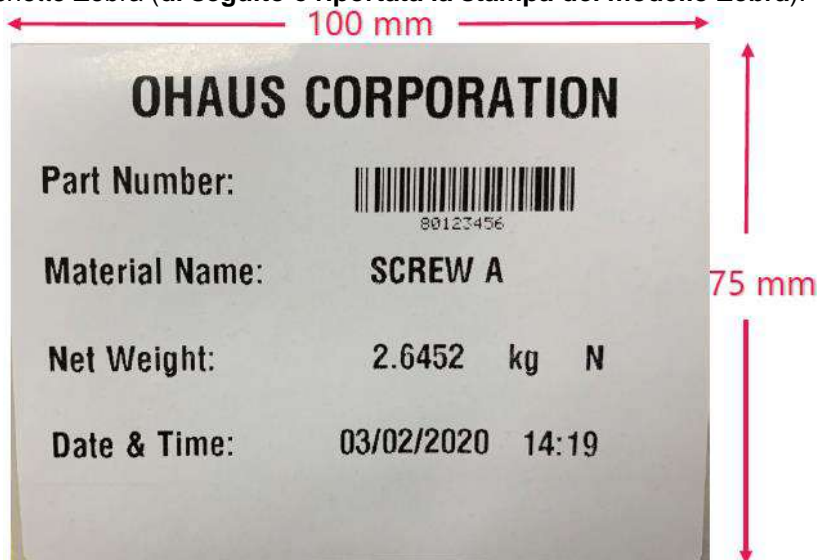 Zebra (di seguito è riportata la stampa del modello Zebra):
100 mm
OHAUS CORPORATION
Part Number:
80123456
Material Name: SCREW A
75 mm
Net Weight: 2.6452 kg N
Date & Time: 03/02/2020 14:19